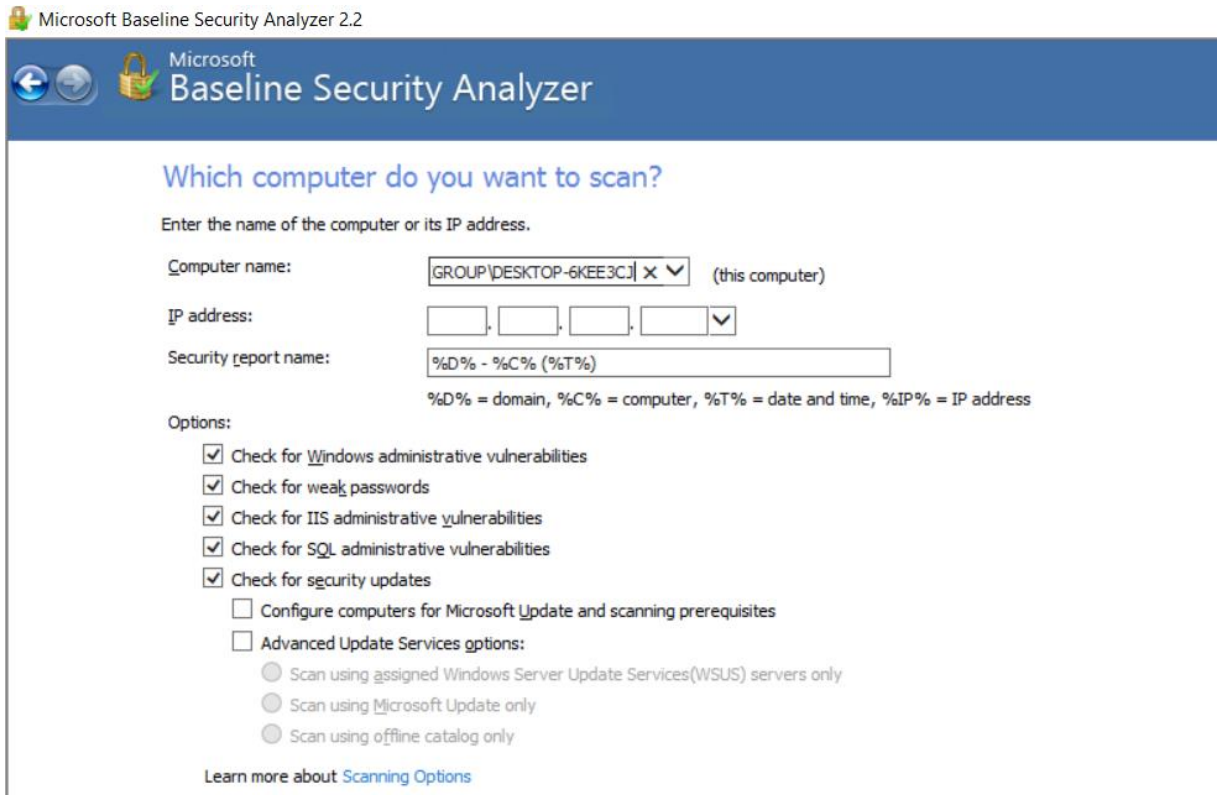 Microsoft Baseline Security Analyzer 2.2
Microsoft
Baseline Security Analyzer
Which computer do you want to scan?
Enter the name of the computer or its IP address.
Computer name: GROUP\DESKTOP-6KEE3CJ (this computer)
IP address: . . .
Security report name: %D% - %C% (%T%)
%D% = domain, %C% = computer, %T% = date and time, %IP% = IP address
Options:
Check for Windows administrative vulnerabilities
Check for weak passwords
Check for IIS administrative vulnerabilities
Check for SQL administrative vulnerabilities
Check for security updates
Configure computers for Microsoft Update and scanning prerequisites
Advanced Update Services options:
Scan using assigned Windows Server Update Services(WSUS) servers only
Scan using Microsoft Update only
Scan using offline catalog only
Learn more about Scanning Options